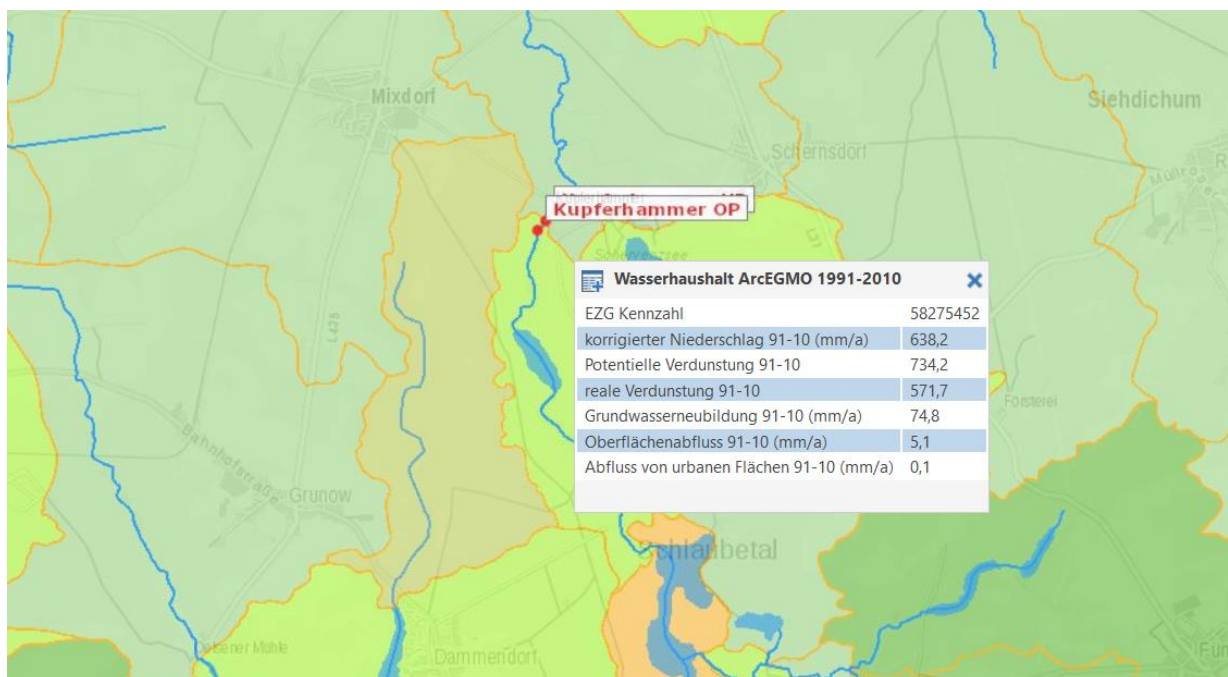 Mixdorf
Siehdichum
Schernsdorf
Kupferhammer OP
L31
Wasserhaushalt ArcEGMO 1991-2010
EZG Kennzahl 58275452
korrigierter Niederschlag 91-10 (mm/a) 638,2
Potentielle Verdunstung 91-10 734,2
reale Verdunstung 91-10 571,7
Grundwasserneubildung 91-10 (mm/a) 74,8
Oberflächenabfluss 91-10 (mm/a) 5,1
Abfluss von urbanen Flächen 91-10 (mm/a) 0,1
L435
Forsterei
Bahnhofstraße
Grunow
Schlaubetal
Dammendorf